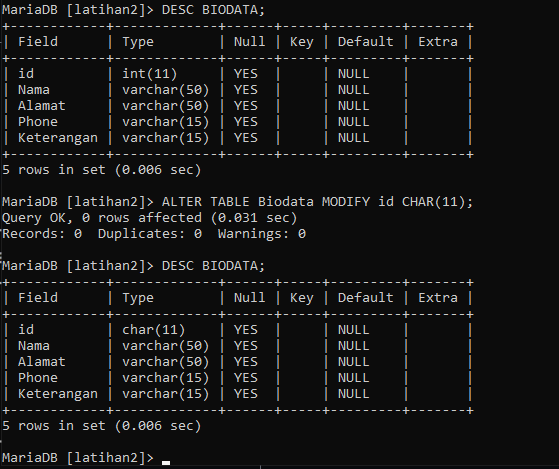 MariaDB [latihan2]> DESC BIODATA;
+------------+-------------+------+-----+---------+-------+
| Field      | Type        | Null | Key | Default | Extra |
+------------+-------------+------+-----+---------+-------+
| id         | int(11)     | YES  |     | NULL    |       |
| Nama       | varchar(50) | YES  |     | NULL    |       |
| Alamat     | varchar(50) | YES  |     | NULL    |       |
| Phone      | varchar(15) | YES  |     | NULL    |       |
| Keterangan | varchar(15) | YES  |     | NULL    |       |
+------------+-------------+------+-----+---------+-------+
5 rows in set (0.006 sec)
MariaDB [latihan2]> ALTER TABLE Biodata MODIFY id CHAR(11);
Query OK, 0 rows affected (0.031 sec)
Records: 0  Duplicates: 0  Warnings: 0
MariaDB [latihan2]> DESC BIODATA;
+------------+-------------+------+-----+---------+-------+
| Field      | Type        | Null | Key | Default | Extra |
+------------+-------------+------+-----+---------+-------+
| id         | char(11)    | YES  |     | NULL    |       |
| Nama       | varchar(50) | YES  |     | NULL    |       |
| Alamat     | varchar(50) | YES  |     | NULL    |       |
| Phone      | varchar(15) | YES  |     | NULL    |       |
| Keterangan | varchar(15) | YES  |     | NULL    |       |
+------------+-------------+------+-----+---------+-------+
5 rows in set (0.006 sec)
MariaDB [latihan2]> _